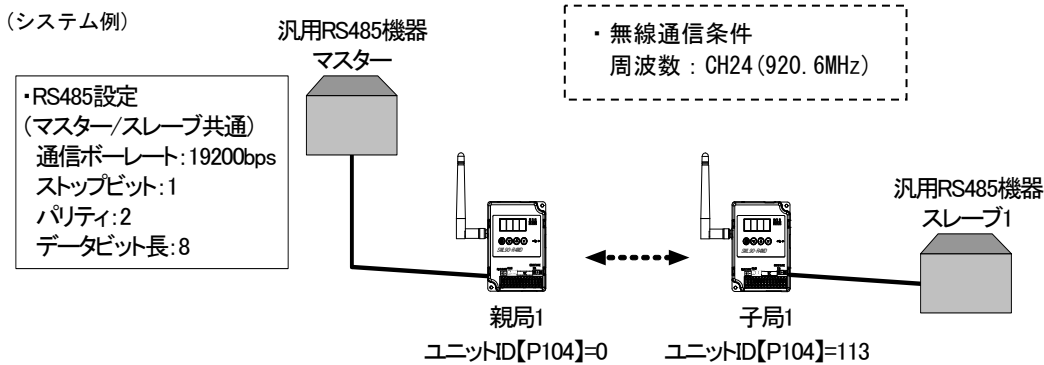 (システム例)
汎用RS485機器
マスター
・無線通信条件
周波数：CH24(920.6MHz)
・RS485設定
(マスター/スレーブ共通)
通信ボーレート：19200bps
ストップビット：1
パリティ：2
データビット長：8
汎用RS485機器
スレーブ1
親局1
ユニットID【P104】=0
子局1
ユニットID【P104】=113